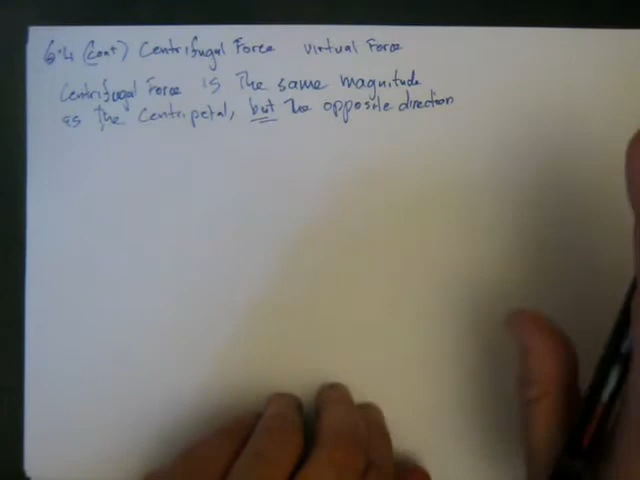 6.4 (cont) Centrifugal Force virtual Force
Centrifugal Force is The same magnitude
as The Centripetal, but The opposite direction